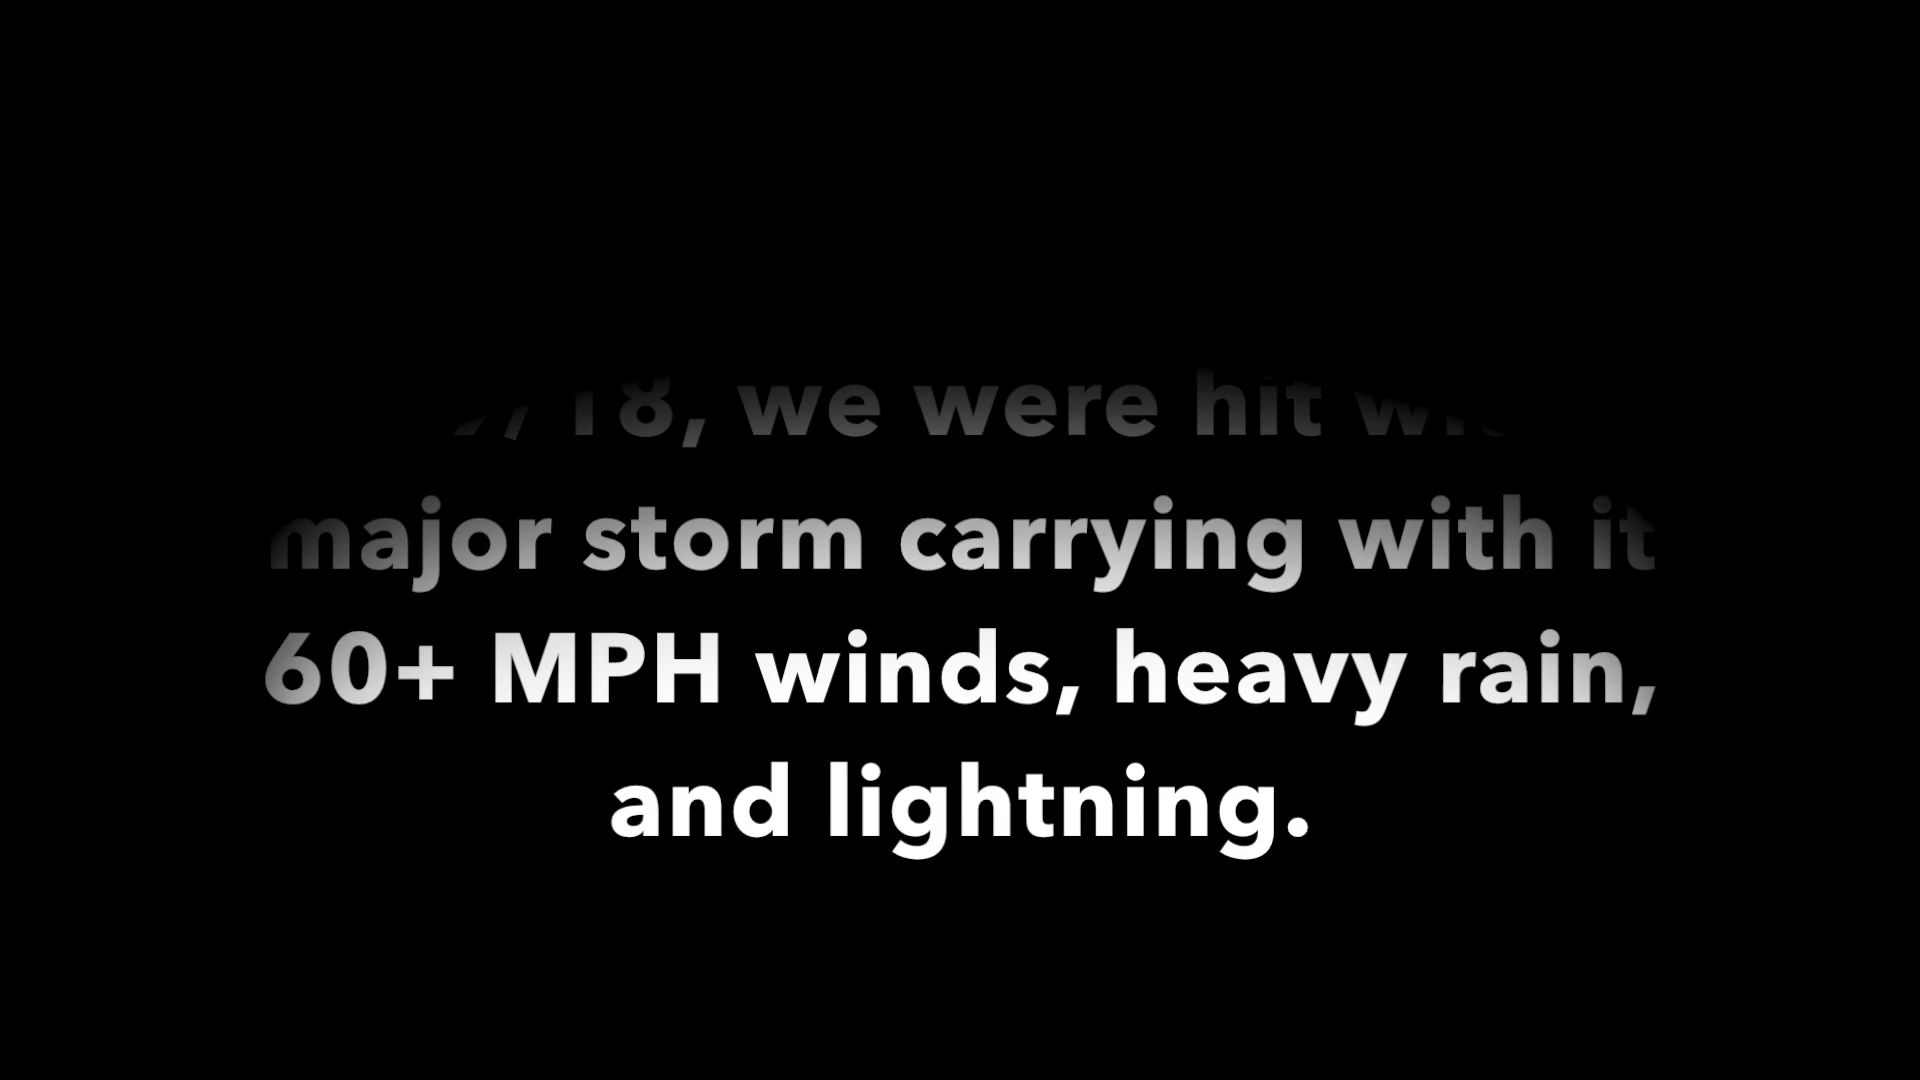 18, we were hit
major storm carrying with it
60+ MPH winds, heavy rain,
and lightning.